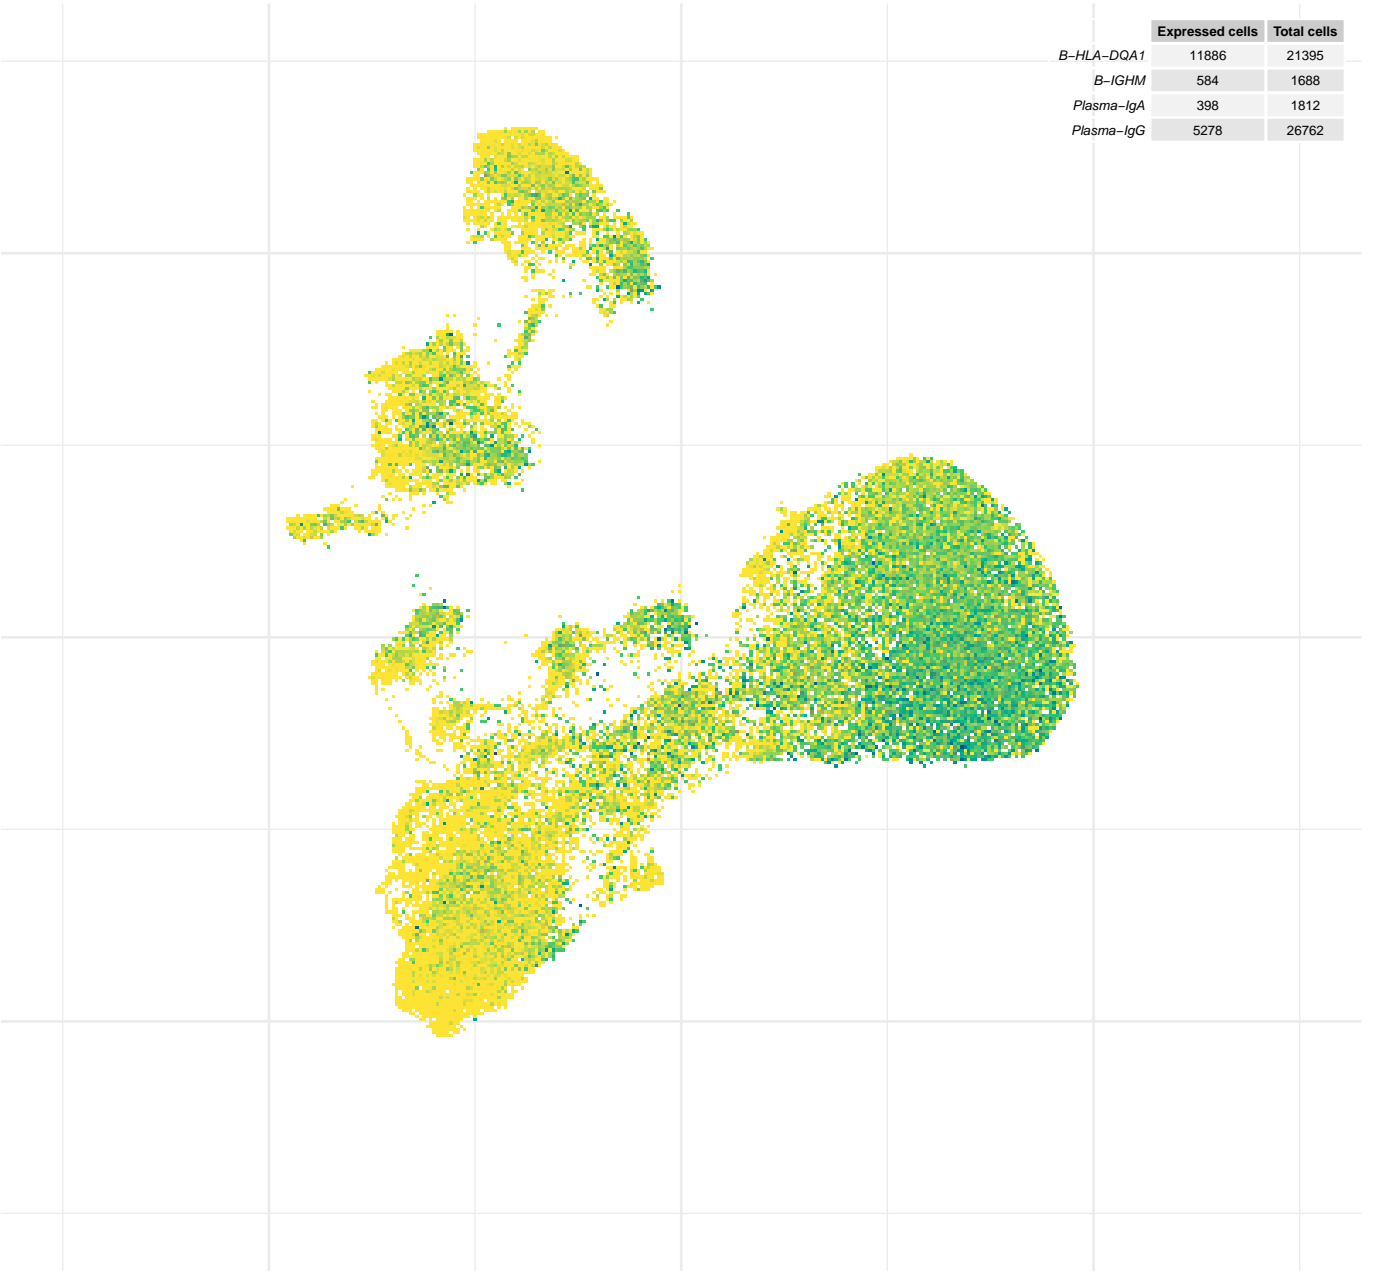 Expressed cells Total cells
B−HLA−DQA1 11886 21395
B−IGHM 584 1688
Plasma−IgA 398 1812
Plasma−IgG 5278 26762